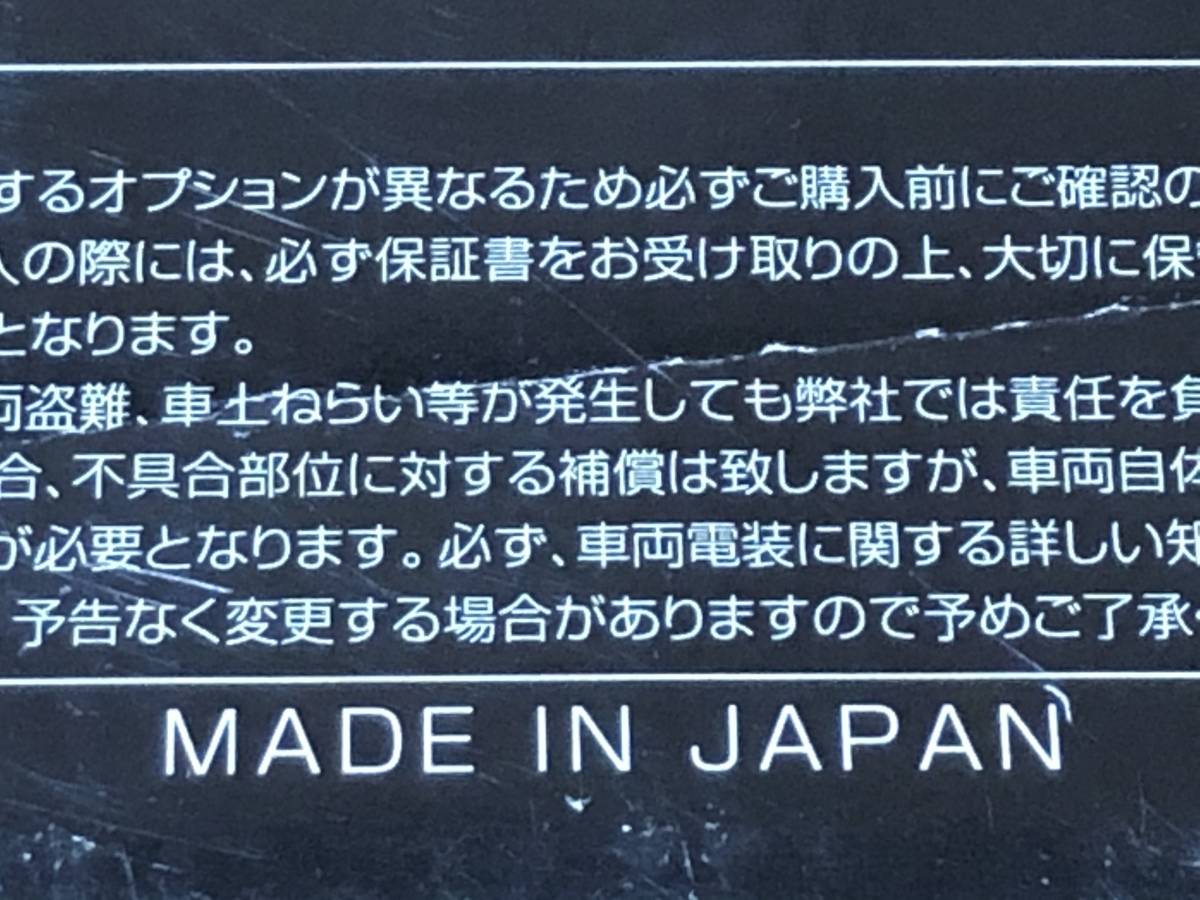 するオプションが異なるため必ずご購入前にご確認の
の際には、必ず保証書をお受け取りの上、大切に保
となります。
両盗難、車上ねらい等が発生しても弊社では責任を負
合、不具合部位に対する補償は致しますが、車両自体
が必要となります。必ず、車両電装に関する詳しい知
予告なく変更する場合がありますので予めご了承
MADE IN JAPAN